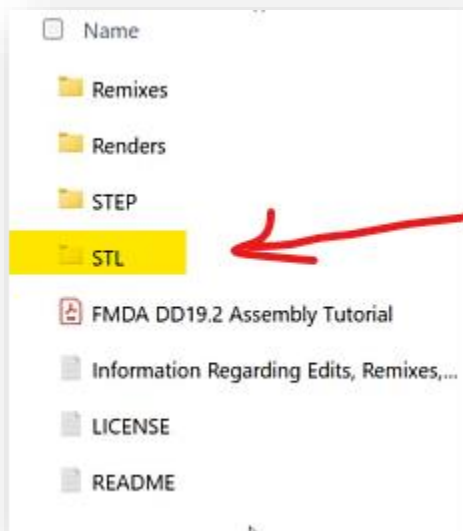 Name
Remixes
Renders
STEP
STL
FMDA DD19.2 Assembly Tutorial
Information Regarding Edits, Remixes,...
LICENSE
README